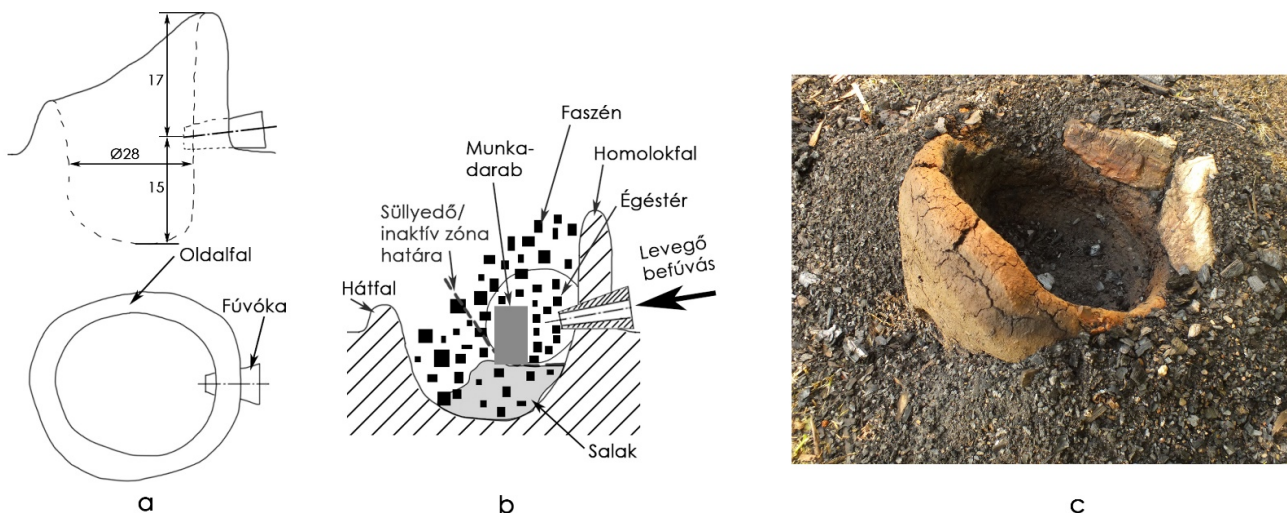 17
Ø28
15
Oldalfal
Fúvóka
a
Faszén
Munka-
darab
Homolokfal
Égéstér
Süllyedő/
inaktív zóna
határa
Levegő
befúvás
Hátfal
Salak
b
c